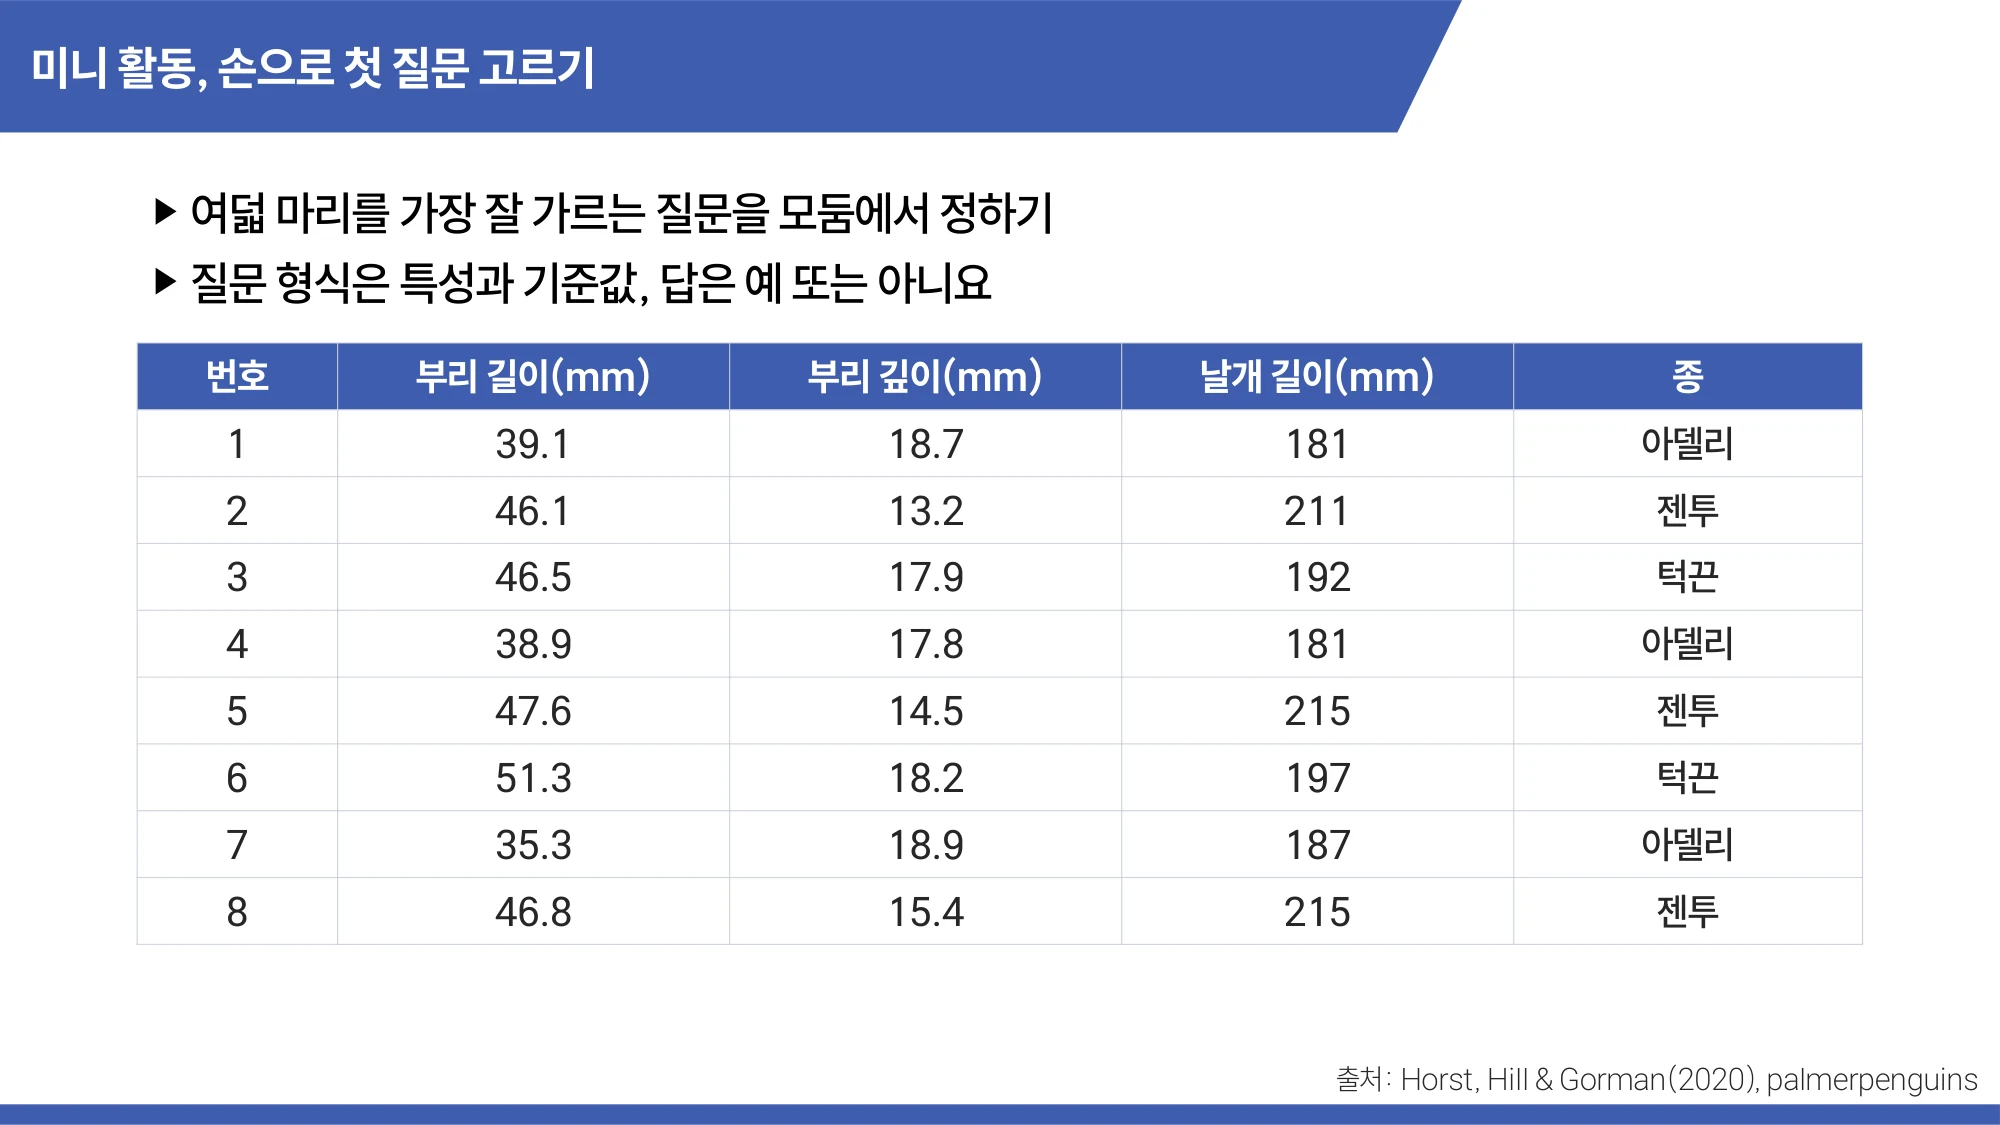 미니 활동, 손으로 첫 질문 고르기
▶ 여덟 마리를 가장 잘 가르는 질문을 모둠에서 정하기
▶ 질문 형식은 특성과 기준값, 답은 예 또는 아니요
번호 부리 길이(mm) 부리 깊이(mm) 날개 길이(mm) 종
1 39.1 18.7 181 아델리
2 46.1 13.2 211 젠투
3 46.5 17.9 192 턱끈
4 38.9 17.8 181 아델리
5 47.6 14.5 215 젠투
6 51.3 18.2 197 턱끈
7 35.3 18.9 187 아델리
8 46.8 15.4 215 젠투
출처: Horst, Hill & Gorman(2020), palmerpenguins